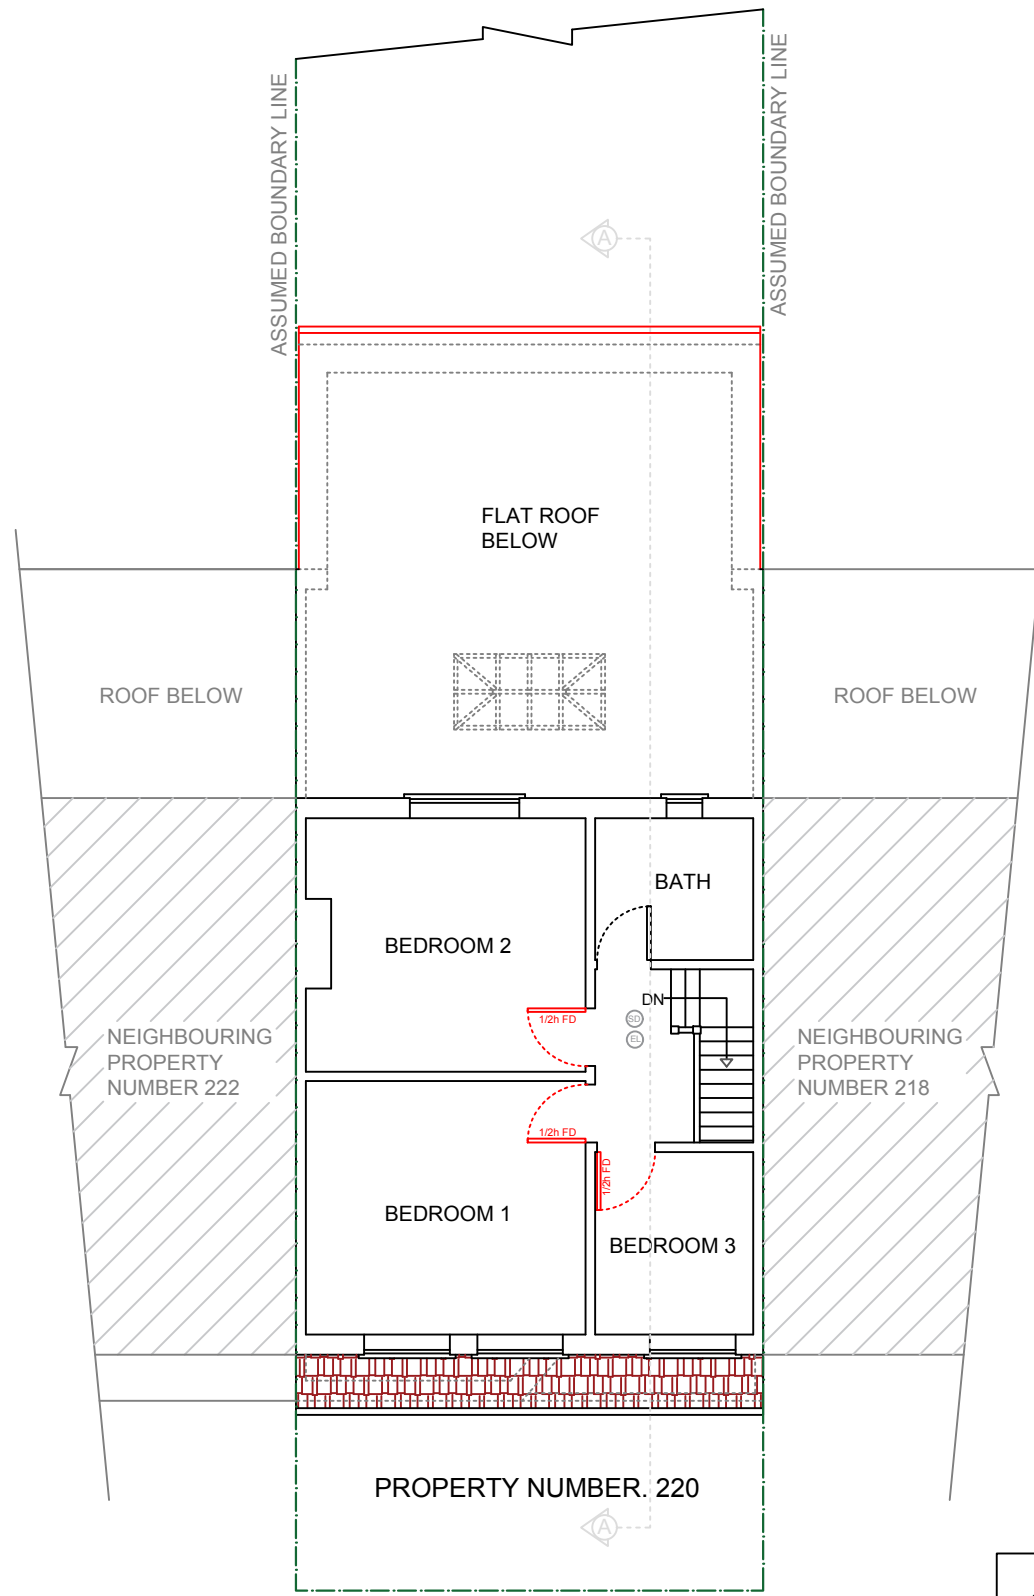 ASSUMED BOUNDARY LINE
ASSUMED BOUNDARY LINE
A
FLAT ROOF
BELOW
ROOF BELOW
ROOF BELOW
BATH
BEDROOM 2
DN
SD
EL
1/2h FD
NEIGHBOURING
PROPERTY
NUMBER 222
NEIGHBOURING
PROPERTY
NUMBER 218
1/2h FD
1/2h FD
BEDROOM 1
BEDROOM 3
PROPERTY NUMBER. 220
A